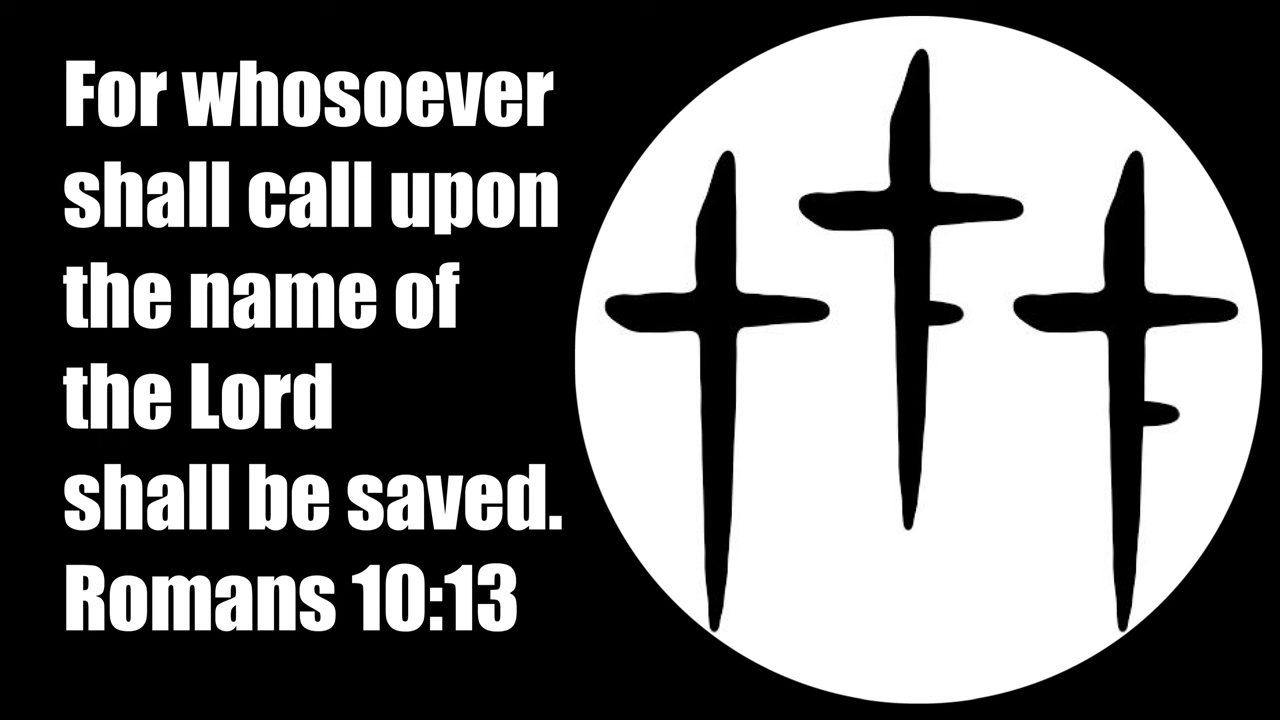 For whosoever
shall call upon
the name of
the Lord
shall be saved.
Romans 10:13